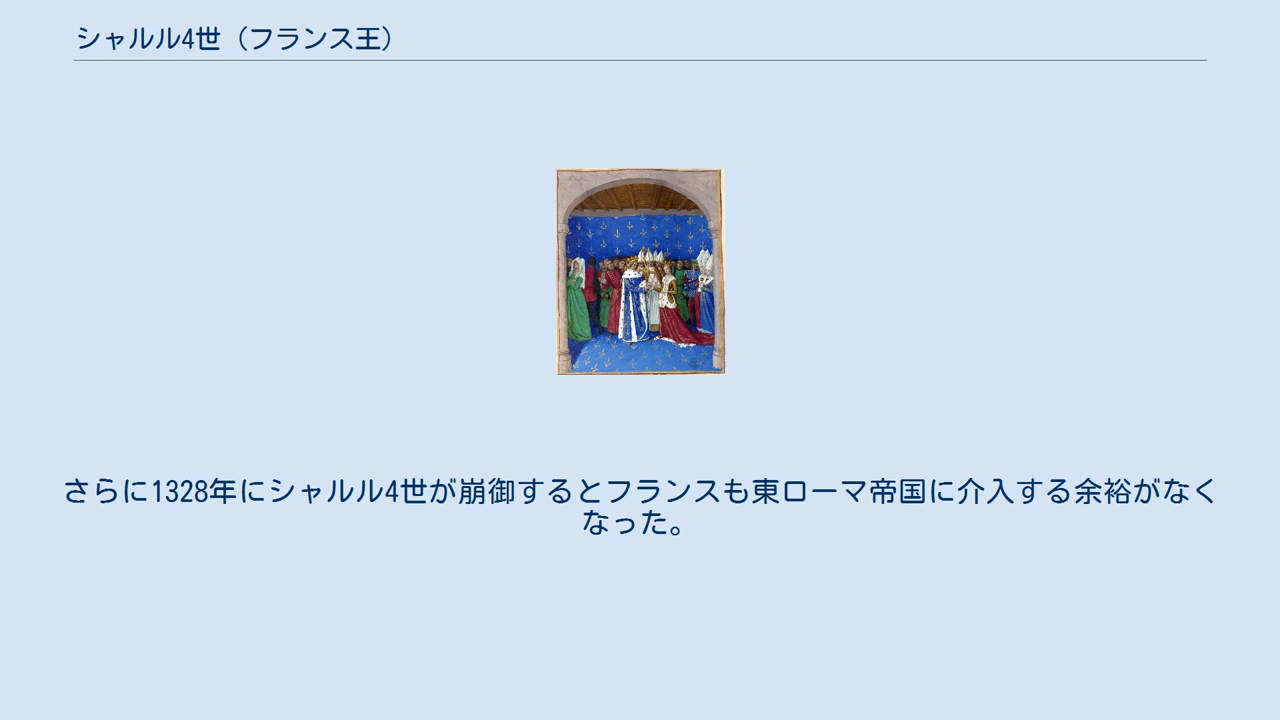 シャルル4世（フランス王）
さらに1328年にシャルル4世が崩御するとフランスも東ローマ帝国に介入する余裕がなく
なった。